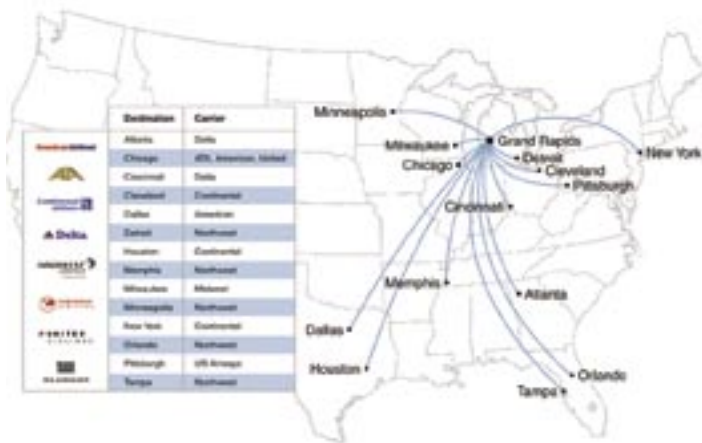 Destination Carrier
Atlanta Delta
Chicago ATA, American, United
Cincinnati Delta
Cleveland Continental
Dallas American
Detroit Northwest
Houston Continental
Memphis Northwest
Milwaukee Midwest
Minneapolis Northwest
New York Continental
Orlando Northwest
Pittsburgh US Airways
Tampa Northwest
Delta
Minneapolis
Milwaukee
Grand Rapids
Chicago
Detroit
Cleveland
New York
Pittsburgh
Cincinnati
Memphis
Atlanta
Dallas
Houston
Orlando
Tampa